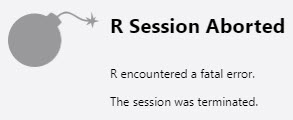 R Session Aborted
R encountered a fatal error.
The session was terminated.